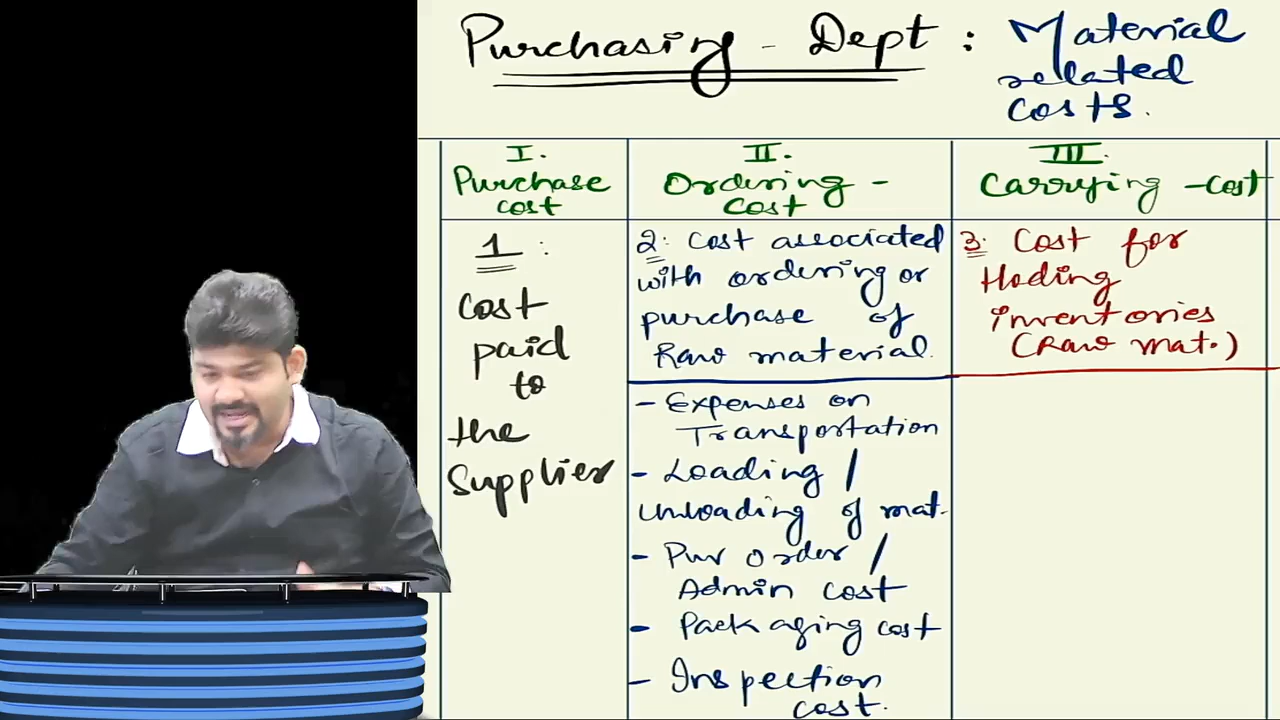 Purchasing - Dept : Material
related
costs.
I.
Purchase
cost
II.
Ordering -
cost
III
Carrying - cost
1 :
cost
paid
to
the
Supplier
2: Cost associated
with ordering or
purchase of
Raw material.
- Expenses on
Transportation
- Loading /
Unloading of mat.
- Pur order /
Admin cost
- Packaging cost
- Inspection
cost.
3. Cost for
Hoding
inventories
(Raw mat.)